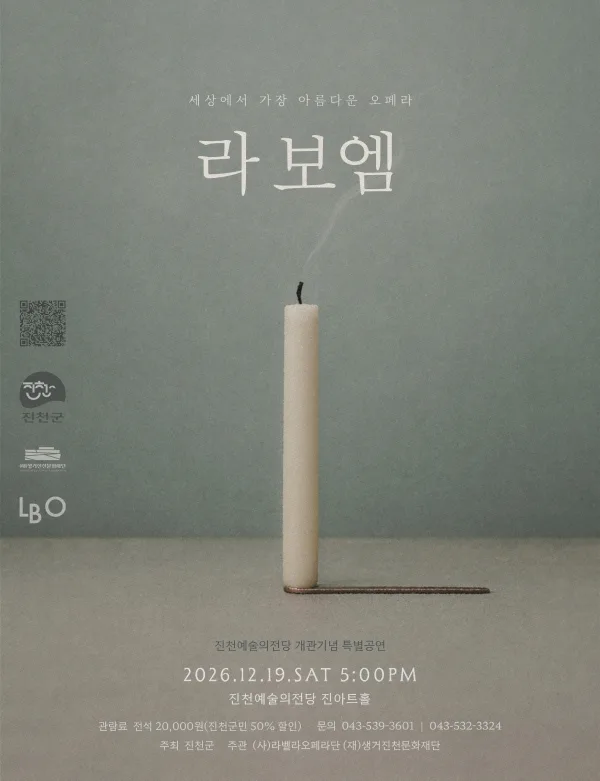 세상에서 가장 아름다운 오페라
라 보엠
진천군
LBO
진천예술의전당 개관기념 특별공연
2026.12.19.SAT 5:00PM
진천예술의전당 진아트홀
관람료 전석 20,000원(진천군민 50% 할인) 문의 043-539-3601 | 043-532-3324
주최 진천군 주관 (사)라벨라오페라단 (재)생거진천문화재단